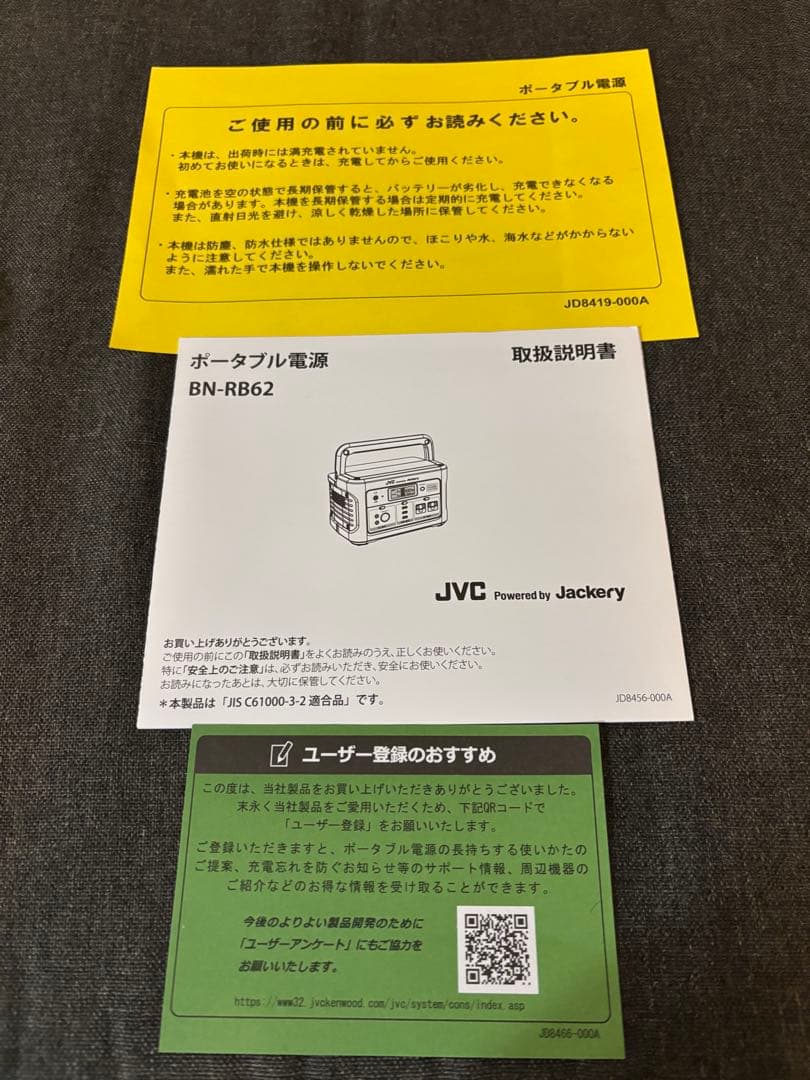 ポータブル電源
ご使用の前に必ずお読みください。
・本機は、出荷時には満充電されていません。
初めてお使いになるときは、充電してからご使用ください。
・充電池を空の状態で長期保管すると、バッテリーが劣化し、充電できなくなる
場合があります。本機を長期保管する場合は定期的に充電してください。
また、直射日光を避け、涼しく乾燥した場所に保管してください。
・本機は防塵、防水仕様ではありませんので、ほこりや水、海水などがかからない
ように注意してください。
また、濡れた手で本機を操作しないでください。
JD8419-000A
ポータブル電源
取扱説明書
BN-RB62
JVC
JVC Powered by Jackery
お買い上げありがとうございます。
ご使用の前にこの「取扱説明書」をよくお読みのうえ、正しくお使いください。
特に「安全上のご注意」は、必ずお読みいただき、安全にお使いください。
お読みになったあとは、大切に保管してください。
＊本製品は「JIS C61000-3-2 適合品」です。
JD8456-000A
ユーザー登録のおすすめ
この度は、当社製品をお買い上げいただきありがとうございました。
末永く当社製品をご愛用いただくため、下記QRコードで
「ユーザー登録」をお願いいたします。
ご登録いただきますと、ポータブル電源の長持ちする使いかたの
ご提案、充電忘れを防ぐお知らせ等のサポート情報、周辺機器の
ご紹介などのお得な情報を受け取ることができます。
今後のよりよい製品開発のために
「ユーザーアンケート」にもご協力を
お願いいたします。
https://www32.jvckenwood.com/jvc/system/cons/index.asp
JD8466-000A